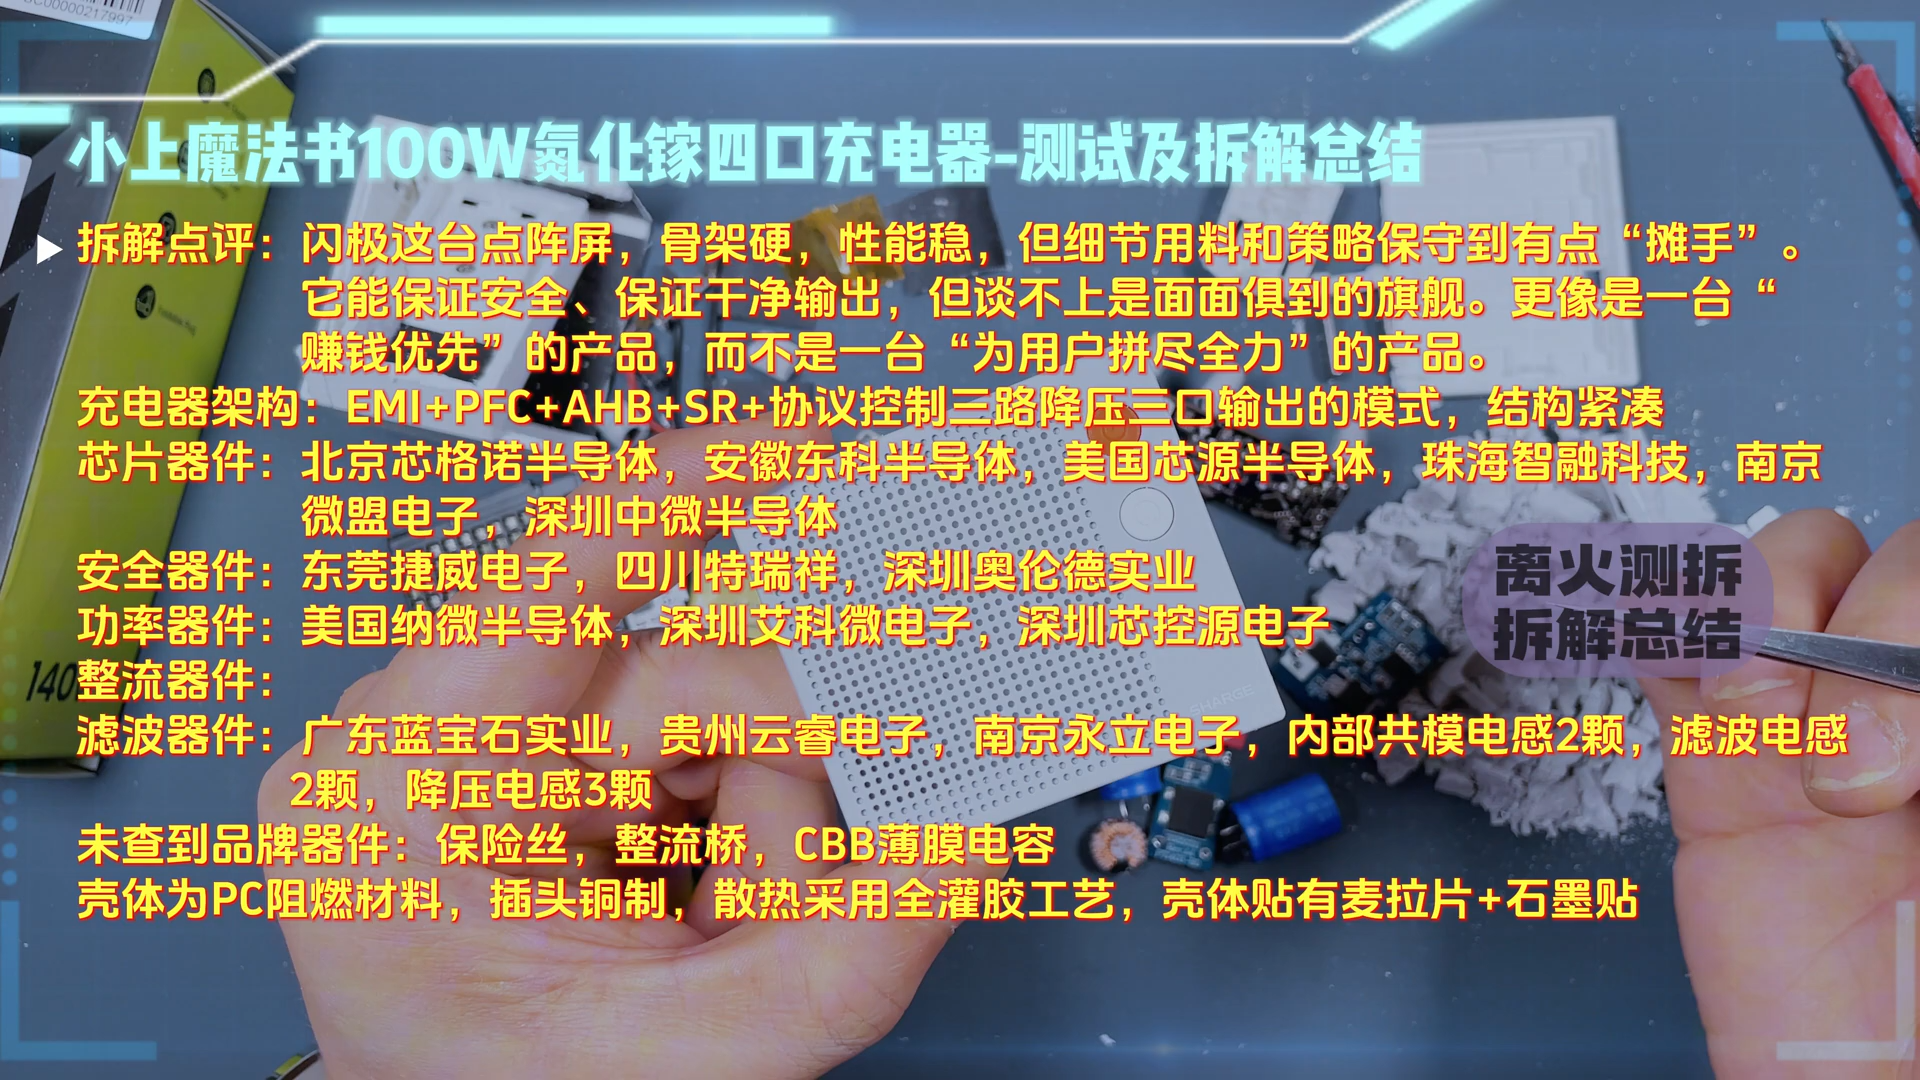 GC00000217997
小上魔法书100W氮化镓四口充电器-测试及拆解总结
拆解点评：闪极这台点阵屏，骨架硬，性能稳，但细节用料和策略保守到有点“摊手”。
它能保证安全、保证干净输出，但谈不上是面面俱到的旗舰。更像是一台“
赚钱优先”的产品，而不是一台“为用户拼尽全力”的产品。
充电器架构：EMI+PFC+AHB+SR+协议控制三路降压三口输出的模式，结构紧凑
芯片器件：北京芯格诺半导体，安徽东科半导体，美国芯源半导体，珠海智融科技，南京
微盟电子，深圳中微半导体
安全器件：东莞捷威电子，四川特瑞祥，深圳奥伦德实业
离火测拆
拆解总结
功率器件：美国纳微半导体，深圳艾科微电子，深圳芯控源电子
140
整流器件：
SHARGE
滤波器件：广东蓝宝石实业，贵州云睿电子，南京永立电子，内部共模电感2颗，滤波电感
2颗，降压电感3颗
未查到品牌器件：保险丝，整流桥，CBB薄膜电容
壳体为PC阻燃材料，插头铜制，散热采用全灌胶工艺，壳体贴有麦拉片+石墨贴